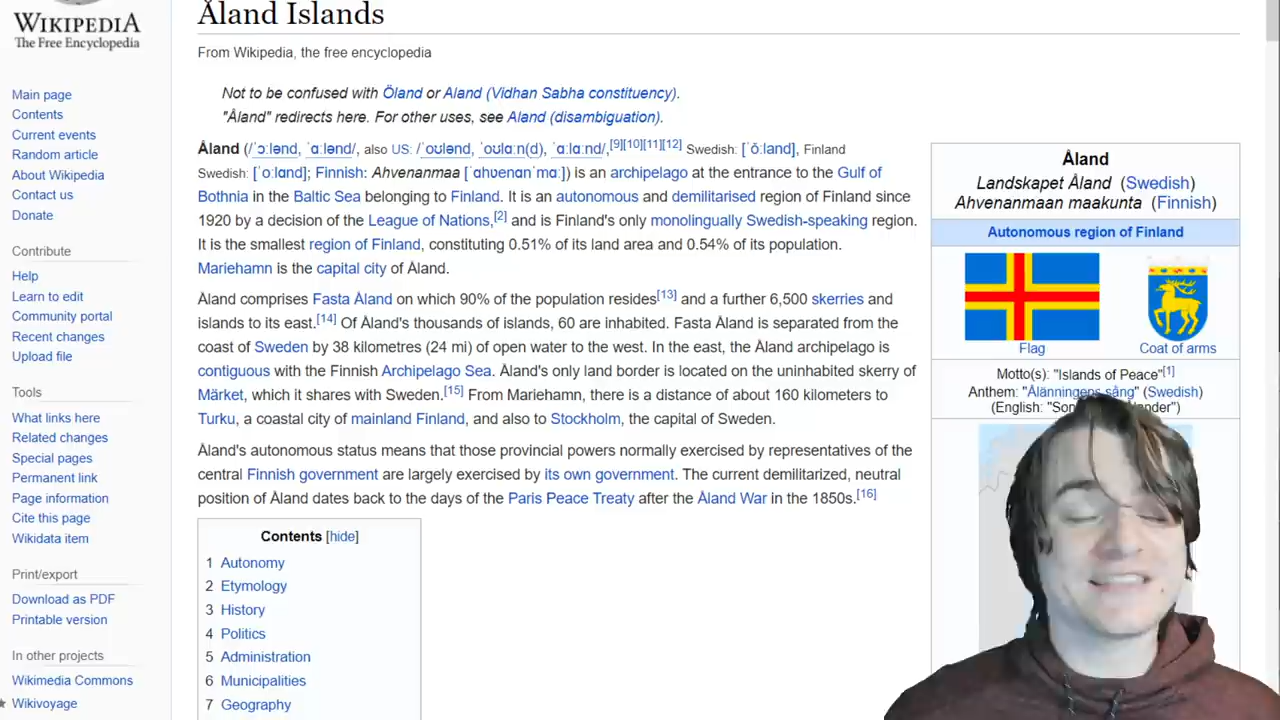 WIKIPEDIA
The Free Encyclopedia
Main page
Contents
Current events
Random article
About Wikipedia
Contact us
Donate
Contribute
Help
Learn to edit
Community portal
Recent changes
Upload file
Tools
What links here
Related changes
Special pages
Permanent link
Page information
Cite this page
Wikidata item
Print/export
Download as PDF
Printable version
In other projects
Wikimedia Commons
Wikivoyage
Åland Islands
From Wikipedia, the free encyclopedia
Not to be confused with Öland or Aland (Vidhan Sabha constituency).
"Åland" redirects here. For other uses, see Aland (disambiguation).
Åland (/ˈɔːlənd, ˈɑːlənd/, also US: /ˈoʊlənd, ˈoʊlɑːn(d), ˈɑːlɑːnd/,[9][10][11][12] Swedish: [ˈǒːland], Finland
Swedish: [ˈoːlɑnd]; Finnish: Ahvenanmaa [ˈɑhʋenɑnˈmɑː]) is an archipelago at the entrance to the Gulf of
Bothnia in the Baltic Sea belonging to Finland. It is an autonomous and demilitarised region of Finland since
1920 by a decision of the League of Nations,[2] and is Finland's only monolingually Swedish-speaking region.
It is the smallest region of Finland, constituting 0.51% of its land area and 0.54% of its population.
Mariehamn is the capital city of Åland.
Åland comprises Fasta Åland on which 90% of the population resides[13] and a further 6,500 skerries and
islands to its east.[14] Of Åland's thousands of islands, 60 are inhabited. Fasta Åland is separated from the
coast of Sweden by 38 kilometres (24 mi) of open water to the west. In the east, the Åland archipelago is
contiguous with the Finnish Archipelago Sea. Åland's only land border is located on the uninhabited skerry of
Märket, which it shares with Sweden.[15] From Mariehamn, there is a distance of about 160 kilometers to
Turku, a coastal city of mainland Finland, and also to Stockholm, the capital of Sweden.
Åland's autonomous status means that those provincial powers normally exercised by representatives of the
central Finnish government are largely exercised by its own government. The current demilitarized, neutral
position of Åland dates back to the days of the Paris Peace Treaty after the Åland War in the 1850s.[16]
Contents [hide]
1 Autonomy
2 Etymology
3 History
4 Politics
5 Administration
6 Municipalities
7 Geography
Åland
Landskapet Åland (Swedish)
Ahvenanmaan maakunta (Finnish)
Autonomous region of Finland
Flag
Coat of arms
Motto(s): "Islands of Peace"[1]
Anthem: "Ålänningens sång" (Swedish)
(English: